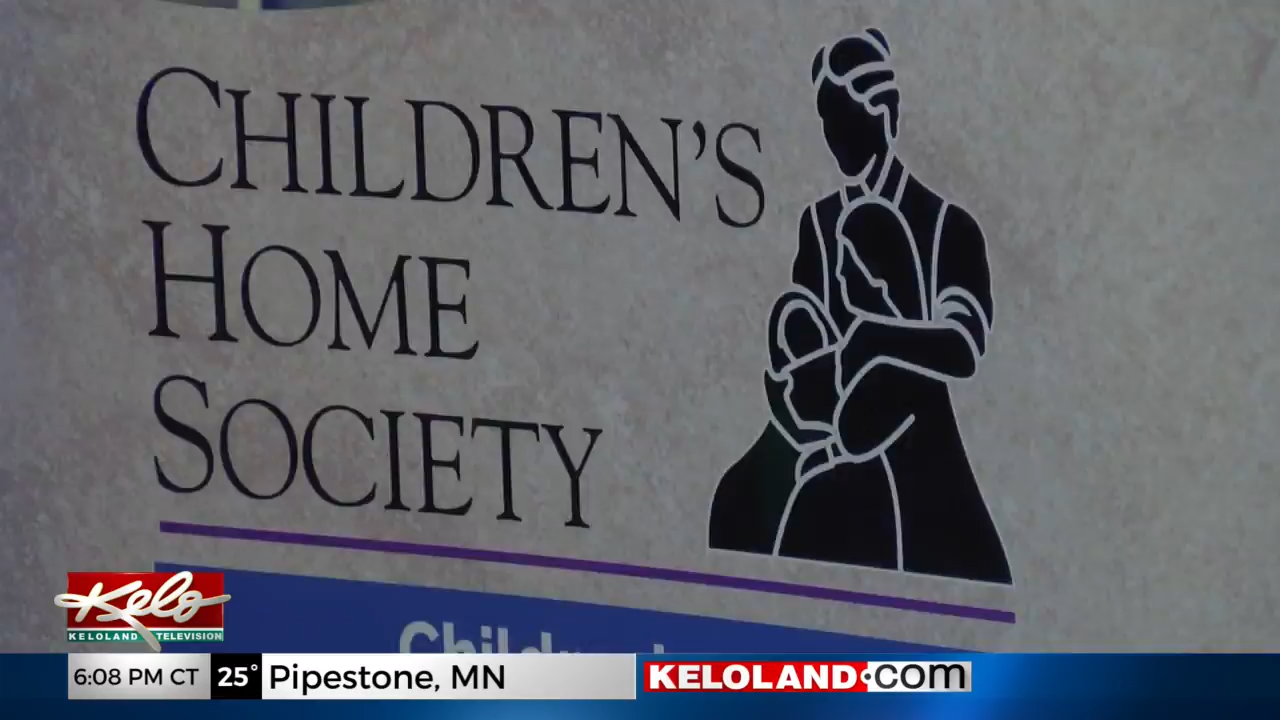 CHILDREN'S
HOME
SOCIETY
Kelo
KELOLAND TELEVISION
6:08 PM CT 25° Pipestone, MN KELOLAND.COM